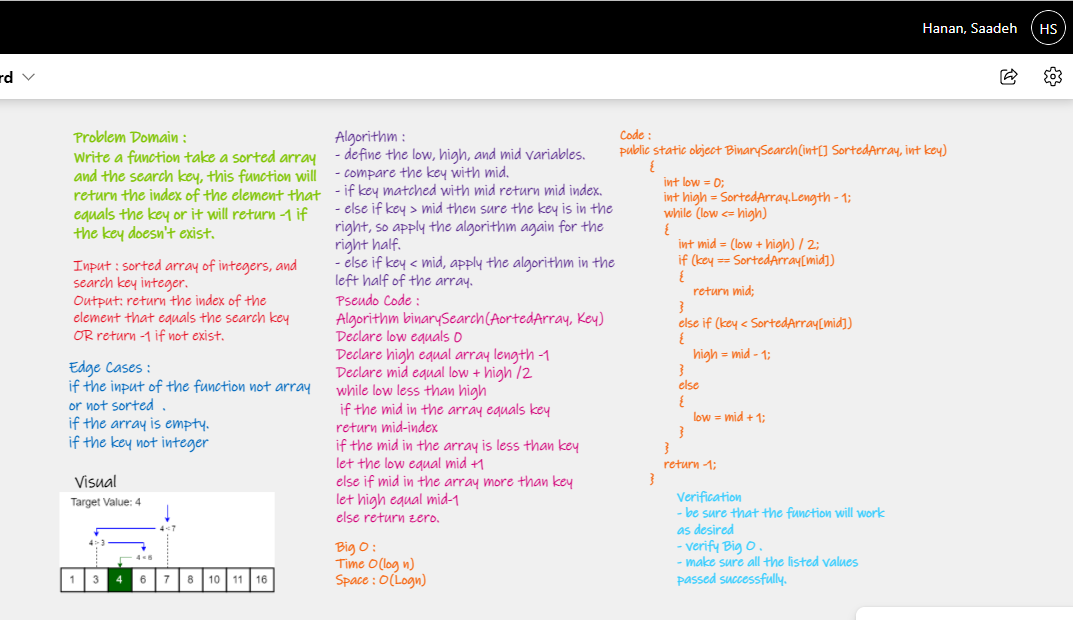 Hanan, Saadeh
HS
rd
Problem Domain :
Write a function take a sorted array
and the search key, this function will
return the index of the element that
equals the key or it will return -1 if
the key doesn't exist.
Input : sorted array of integers, and
search key integer.
Output: return the index of the
element that equals the search key
OR return -1 if not exist.
Edge Cases :
if the input of the function not array
or not sorted .
if the array is empty.
if the key not integer
Visual
Target Value: 4
4 < 7
4 > 3
4 < 6
1 3 4 6 7 8 10 11 16
Algorithm :
- define the low, high, and mid variables.
- compare the key with mid.
- if key matched with mid return mid index.
- else if key > mid then sure the key is in the
right, so apply the algorithm again for the
right half.
- else if key < mid, apply the algorithm in the
left half of the array.
Pseudo Code :
Algorithm binarySearch(AortedArray, Key)
Declare low equals 0
Declare high equal array length -1
Declare mid equal low + high /2
while low less than high
if the mid in the array equals key
return mid-index
if the mid in the array is less than key
let the low equal mid +1
else if mid in the array more than key
let high equal mid-1
else return zero.
Big O :
Time O(log n)
Space : O(Logn)
Code :
public static object BinarySearch(int[] SortedArray, int key)
{
int low = 0;
int high = SortedArray.Length - 1;
while (low <= high)
{
int mid = (low + high) / 2;
if (key == SortedArray[mid])
{
return mid;
}
else if (key < SortedArray[mid])
{
high = mid - 1;
}
else
{
low = mid + 1;
}
}
return -1;
}
Verification
- be sure that the function will work
as desired
- verify Big O .
- make sure all the listed values
passed successfully.